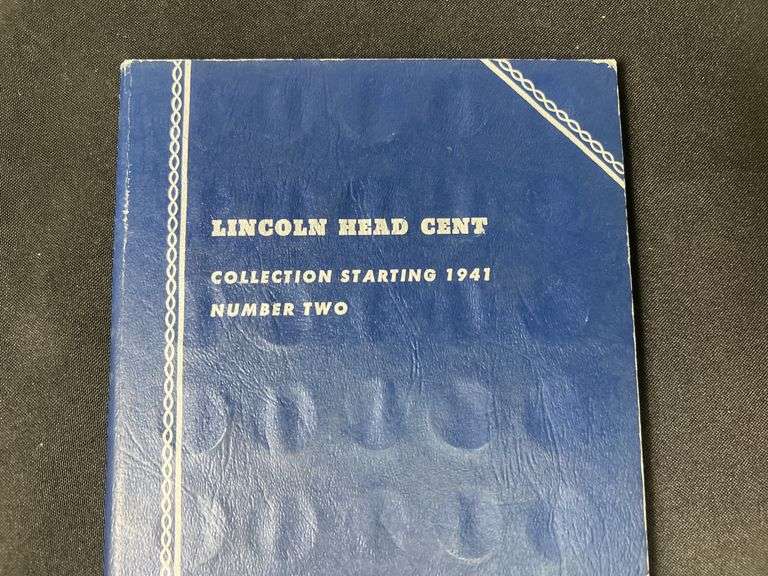 LINCOLN HEAD CENT
COLLECTION STARTING 1941
NUMBER TWO